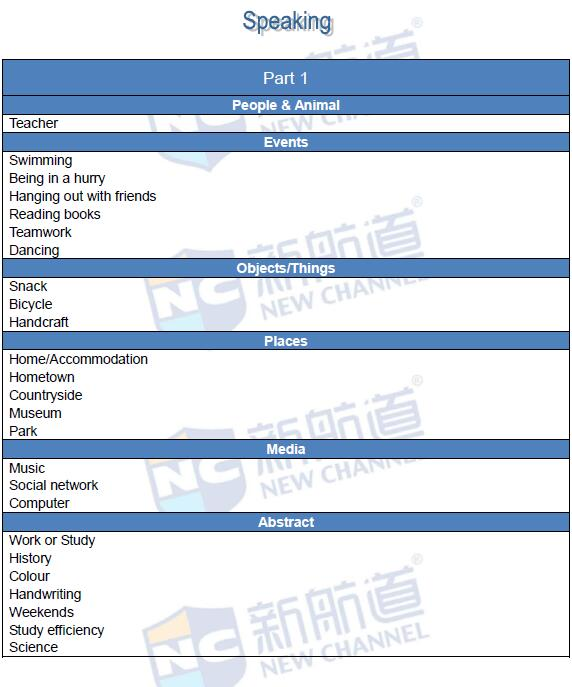 Speaking
Part 1
People & Animal
Teacher
Events
Swimming
Being in a hurry
Hanging out with friends
Reading books
Teamwork
Dancing
Objects/Things
Snack
Bicycle
Handcraft
Places
Home/Accommodation
Hometown
Countryside
Museum
Park
Media
Music
Social network
Computer
Abstract
Work or Study
History
Colour
Handwriting
Weekends
Study efficiency
Science
新航道®
NEW CHANNEL